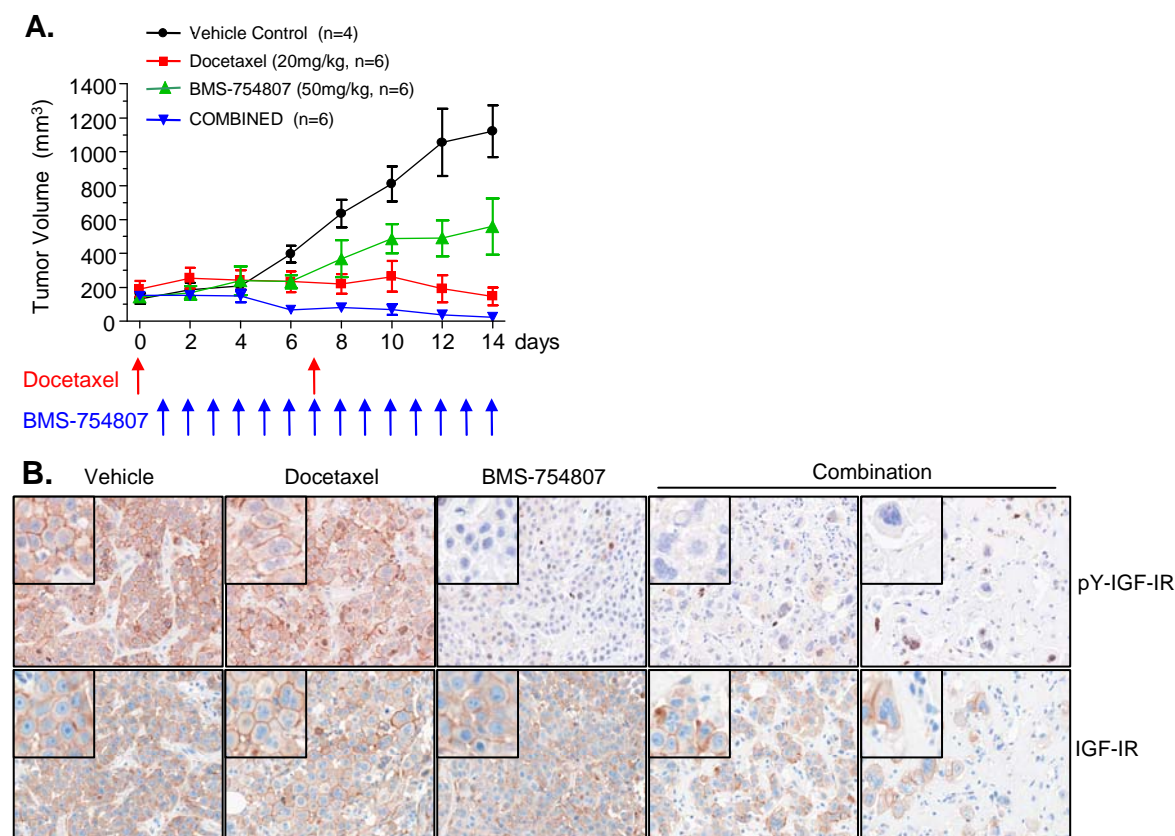 A.
Vehicle Control (n=4)
Docetaxel (20mg/kg, n=6)
BMS-754807 (50mg/kg, n=6)
COMBINED (n=6)
Tumor Volume (mm³)
1400
1200
1000
800
600
400
200
0
0 2 4 6 8 10 12 14 days
Docetaxel
BMS-754807
B.
Vehicle Docetaxel BMS-754807 Combination
pY-IGF-IR
IGF-IR